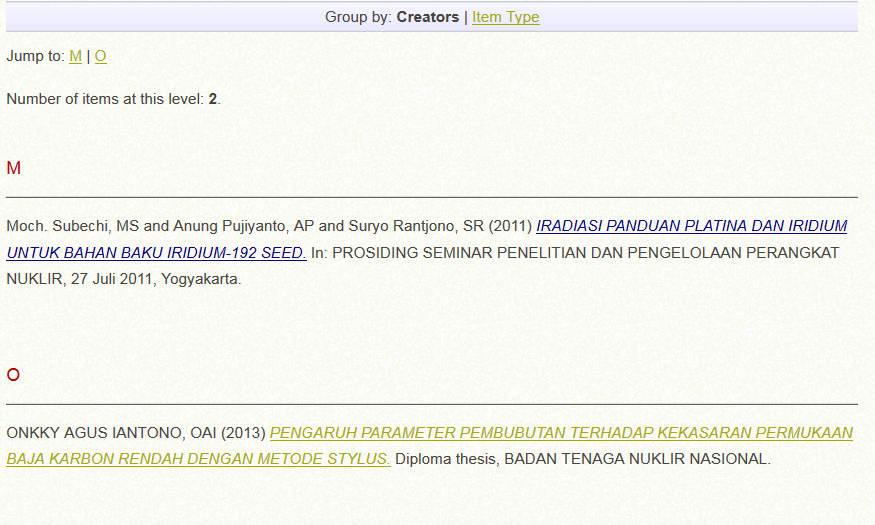 Group by: Creators | Item Type
Jump to: M | O
Number of items at this level: 2.
M
Moch. Subechi, MS and Anung Pujiyanto, AP and Suryo Rantjono, SR (2011) IRADIASI PANDUAN PLATINA DAN IRIDIUM
UNTUK BAHAN BAKU IRIDIUM-192 SEED. In: PROSIDING SEMINAR PENELITIAN DAN PENGELOLAAN PERANGKAT
NUKLIR, 27 Juli 2011, Yogyakarta.
O
ONKKY AGUS IANTONO, OAI (2013) PENGARUH PARAMETER PEMBUBUTAN TERHADAP KEKASARAN PERMUKAAN
BAJA KARBON RENDAH DENGAN METODE STYLUS. Diploma thesis, BADAN TENAGA NUKLIR NASIONAL.